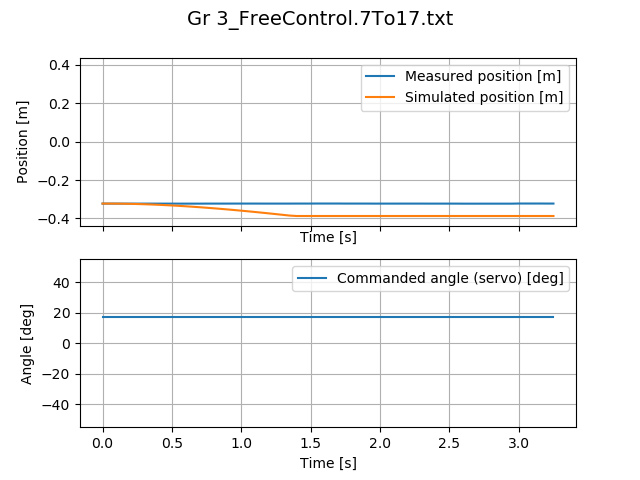 Gr 3_FreeControl.7To17.txt
Position [m]
0.4
0.2
0.0
−0.2
−0.4
Measured position [m]
Simulated position [m]
Time [s]
Angle [deg]
40
20
0
−20
−40
Commanded angle (servo) [deg]
0.0 0.5 1.0 1.5 2.0 2.5 3.0
Time [s]